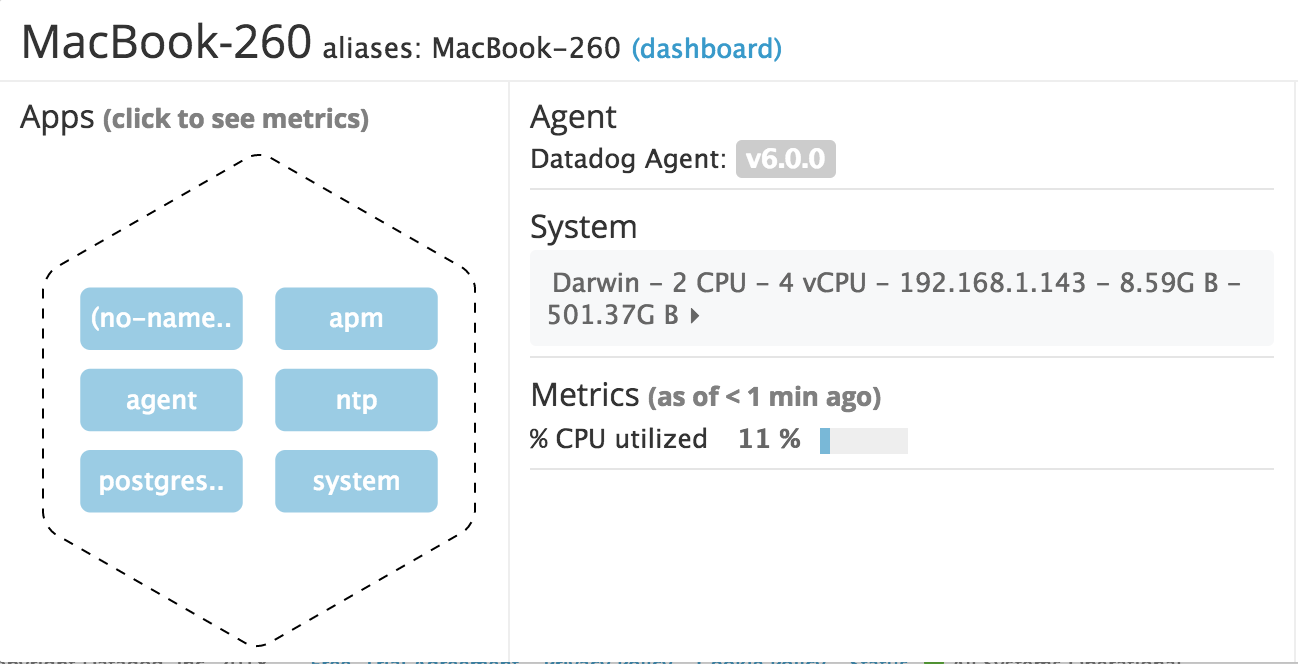 MacBook-260 aliases: MacBook-260 (dashboard)
Apps (click to see metrics)
(no-name..
apm
agent
ntp
postgres..
system
Agent
Datadog Agent: v6.0.0
System
Darwin – 2 CPU – 4 vCPU – 192.168.1.143 – 8.59G B –
501.37G B
Metrics (as of < 1 min ago)
% CPU utilized 11 %